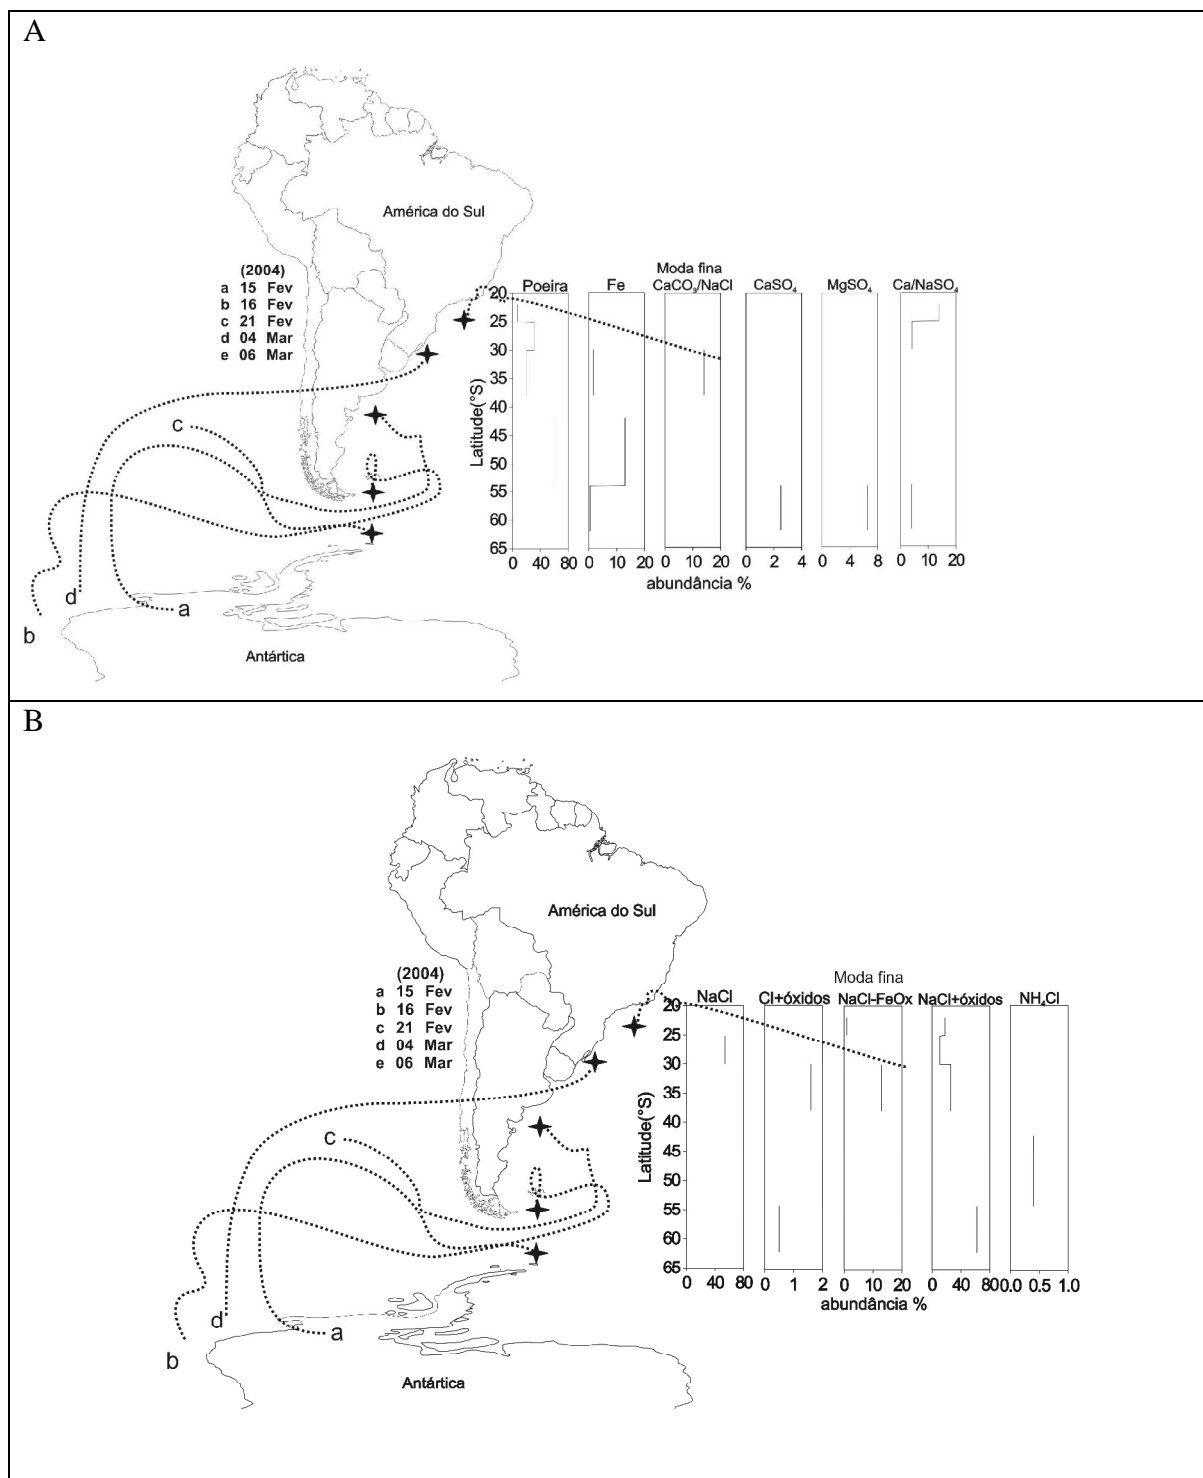 A
América do Sul
(2004)
a 15 Fev
b 16 Fev
c 21 Fev
d 04 Mar
e 06 Mar
Moda fina
Poeira Fe CaCO₃/NaCl CaSO₄ MgSO₄ Ca/NaSO₄
20
25
30
35
40
45
50
55
60
65
Latitude(°S)
0 40 80 0 10 20 0 10 20 0 2 4 0 4 8 0 10 20
abundância %
c
d
a
b
Antártica
B
América do Sul
(2004)
a 15 Fev
b 16 Fev
c 21 Fev
d 04 Mar
e 06 Mar
Moda fina
NaCl Cl+óxidos NaCl-FeOx NaCl+óxidos NH₄Cl
20
25
30
35
40
45
50
55
60
65
Latitude(°S)
0 40 80 0 1 2 0 10 20 0 40 80 0.0 0.5 1.0
abundância %
c
d
a
b
Antártica